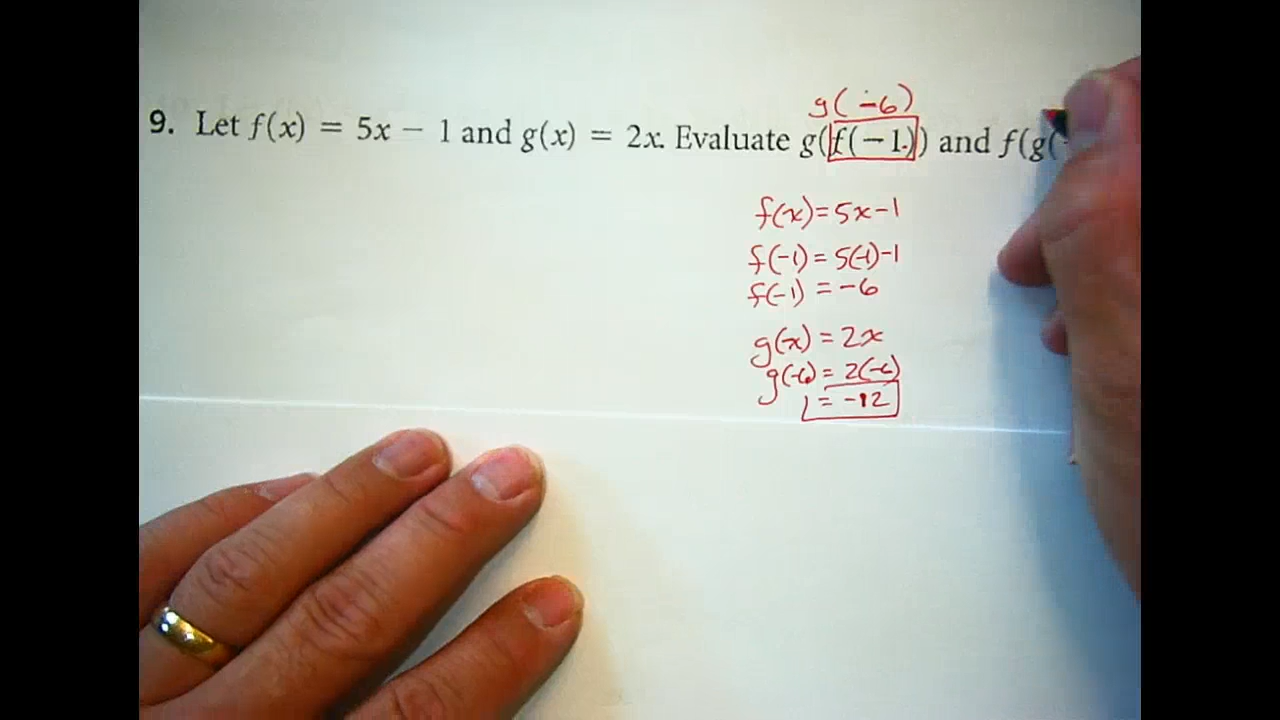 g(-6)
9. Let f(x) = 5x − 1 and g(x) = 2x. Evaluate g(f(−1)) and f(g(
f(x)=5x-1
f(-1)=5(-1)-1
f(-1)=-6
g(x)=2x
g(-6)=2(-6)
=-12